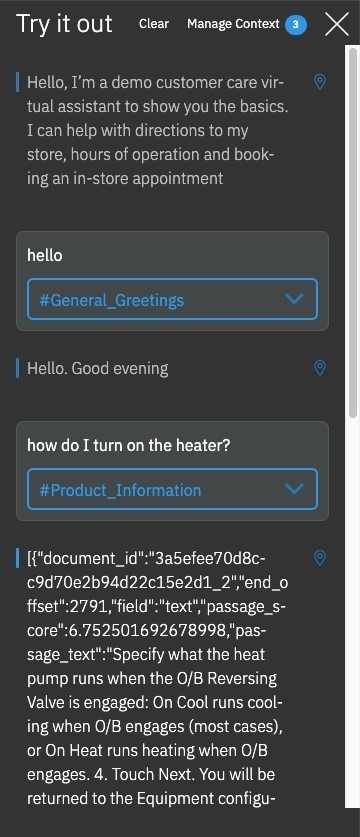 Try it out Clear Manage Context 3
Hello, I'm a demo customer care vir-
tual assistant to show you the basics.
I can help with directions to my
store, hours of operation and book-
ing an in-store appointment
hello
#General_Greetings
Hello. Good evening
how do I turn on the heater?
#Product_Information
[{"document_id":"3a5efee70d8c-
c9d70e2b94d22c15e2d1_2","end_o
ffset":2791,"field":"text","passage_s-
core":6.752501692678998,"pas-
sage_text":"Specify what the heat
pump runs when the O/B Reversing
Valve is engaged: On Cool runs cool-
ing when O/B engages (most cases),
or On Heat runs heating when O/B
engages. 4. Touch Next. You will be
returned to the Equipment configu-